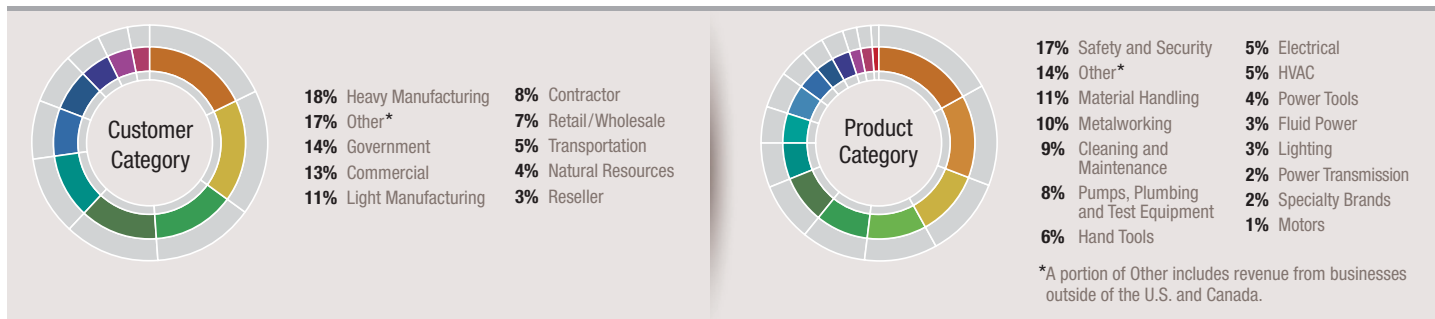 Customer
Category
18% Heavy Manufacturing
17% Other*
14% Government
13% Commercial
11% Light Manufacturing
8% Contractor
7% Retail/Wholesale
5% Transportation
4% Natural Resources
3% Reseller
Product
Category
17% Safety and Security
14% Other*
11% Material Handling
10% Metalworking
9% Cleaning and
Maintenance
8% Pumps, Plumbing
and Test Equipment
6% Hand Tools
5% Electrical
5% HVAC
4% Power Tools
3% Fluid Power
3% Lighting
2% Power Transmission
2% Specialty Brands
1% Motors
*A portion of Other includes revenue from businesses
outside of the U.S. and Canada.